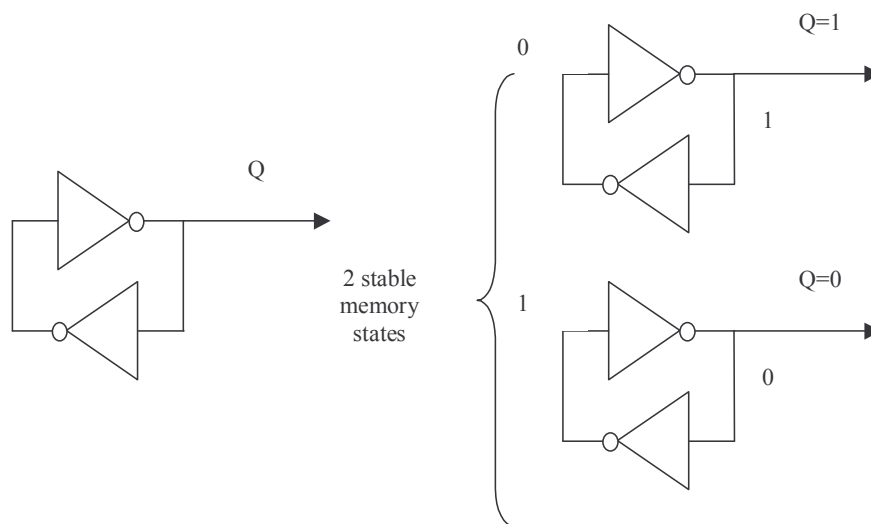 Q
2 stable
memory
states
0
Q=1
1
1
Q=0
0